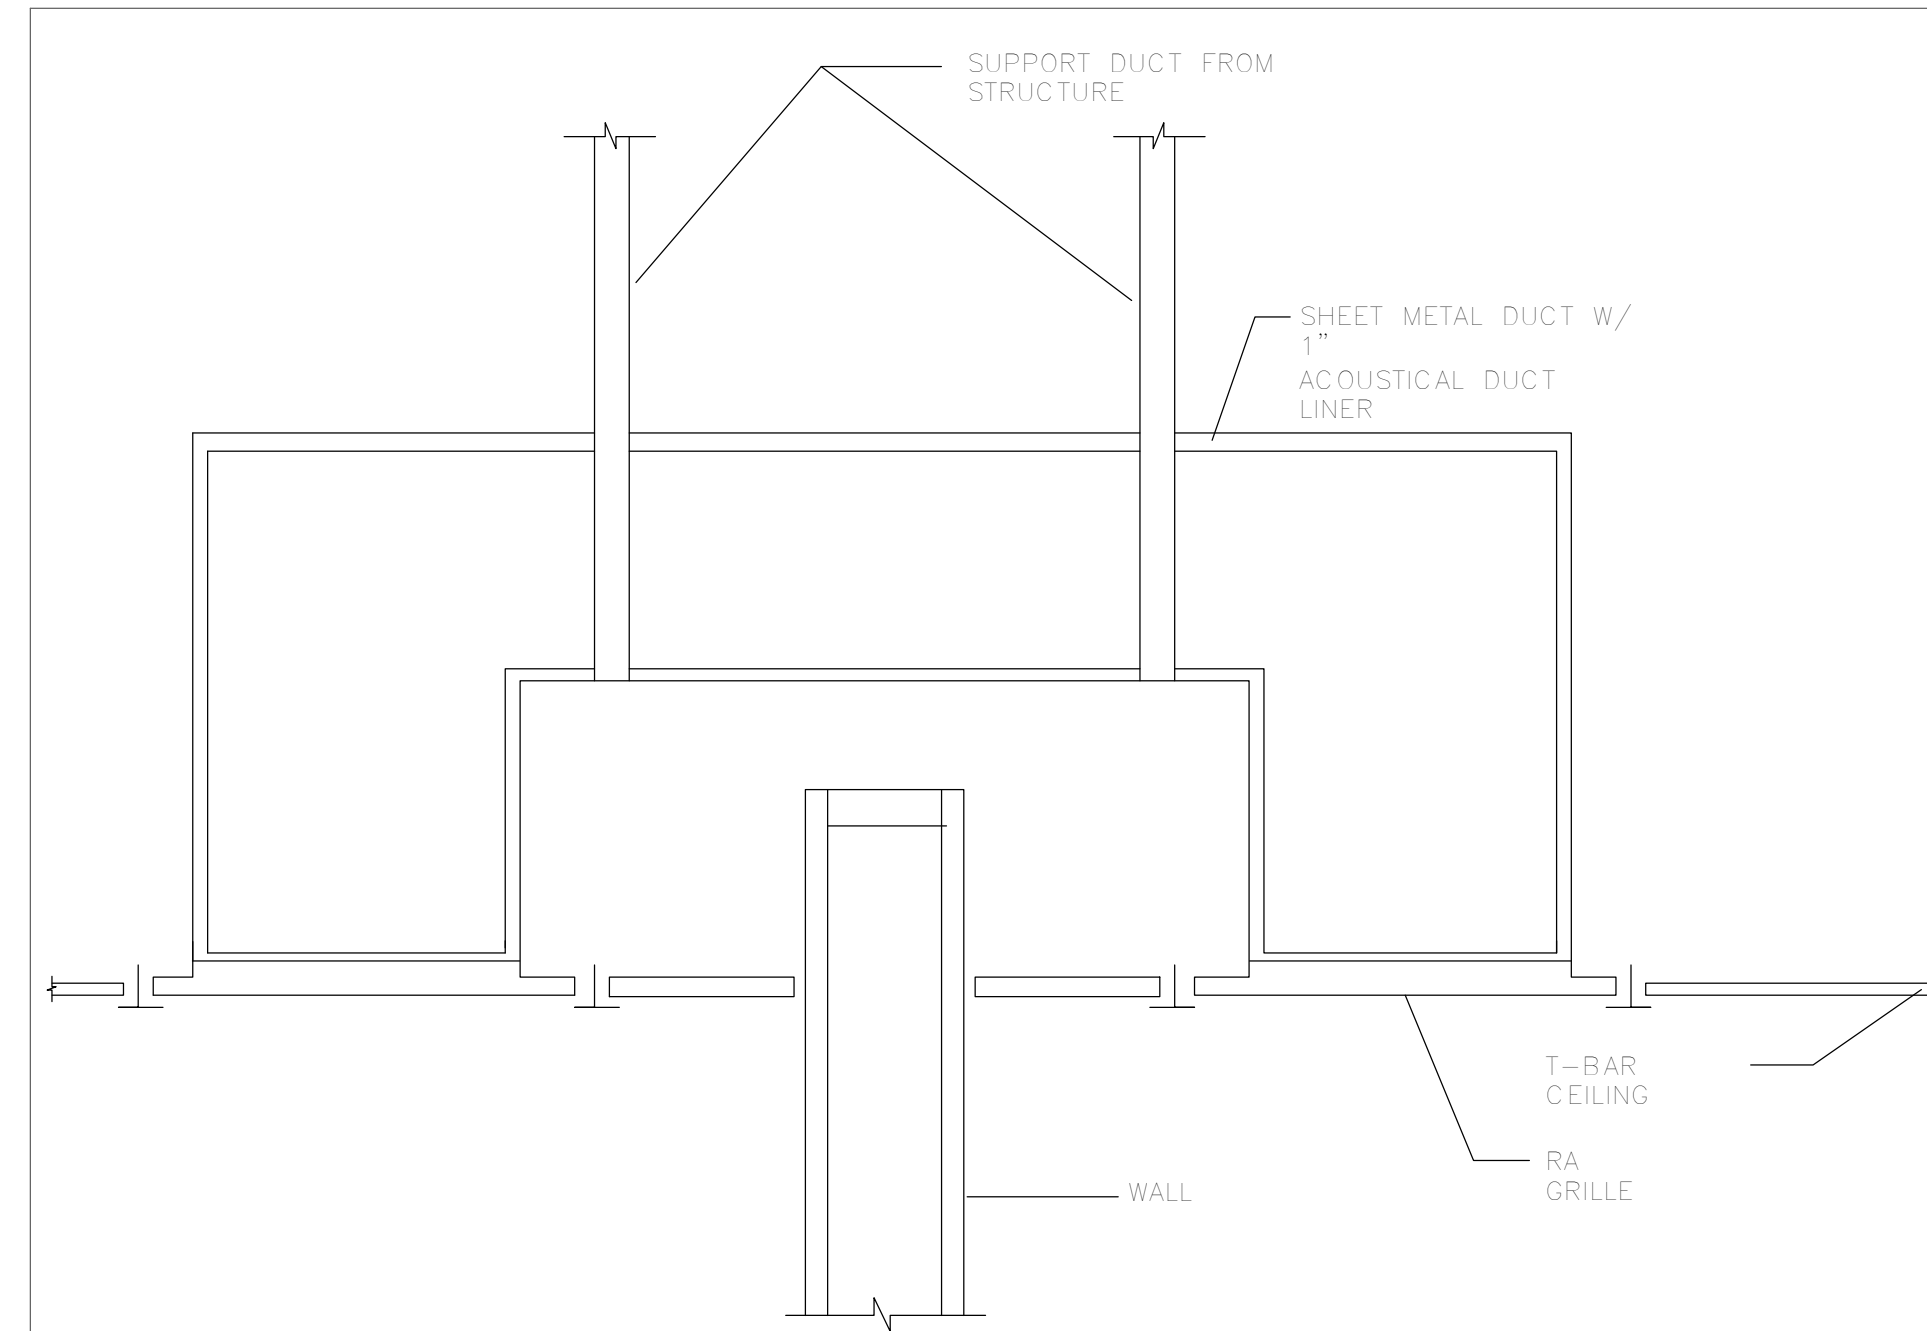 SUPPORT DUCT FROM
STRUCTURE
SHEET METAL DUCT W/
1"
ACOUSTICAL DUCT
LINER
T-BAR
CEILING
RA
GRILLE
WALL